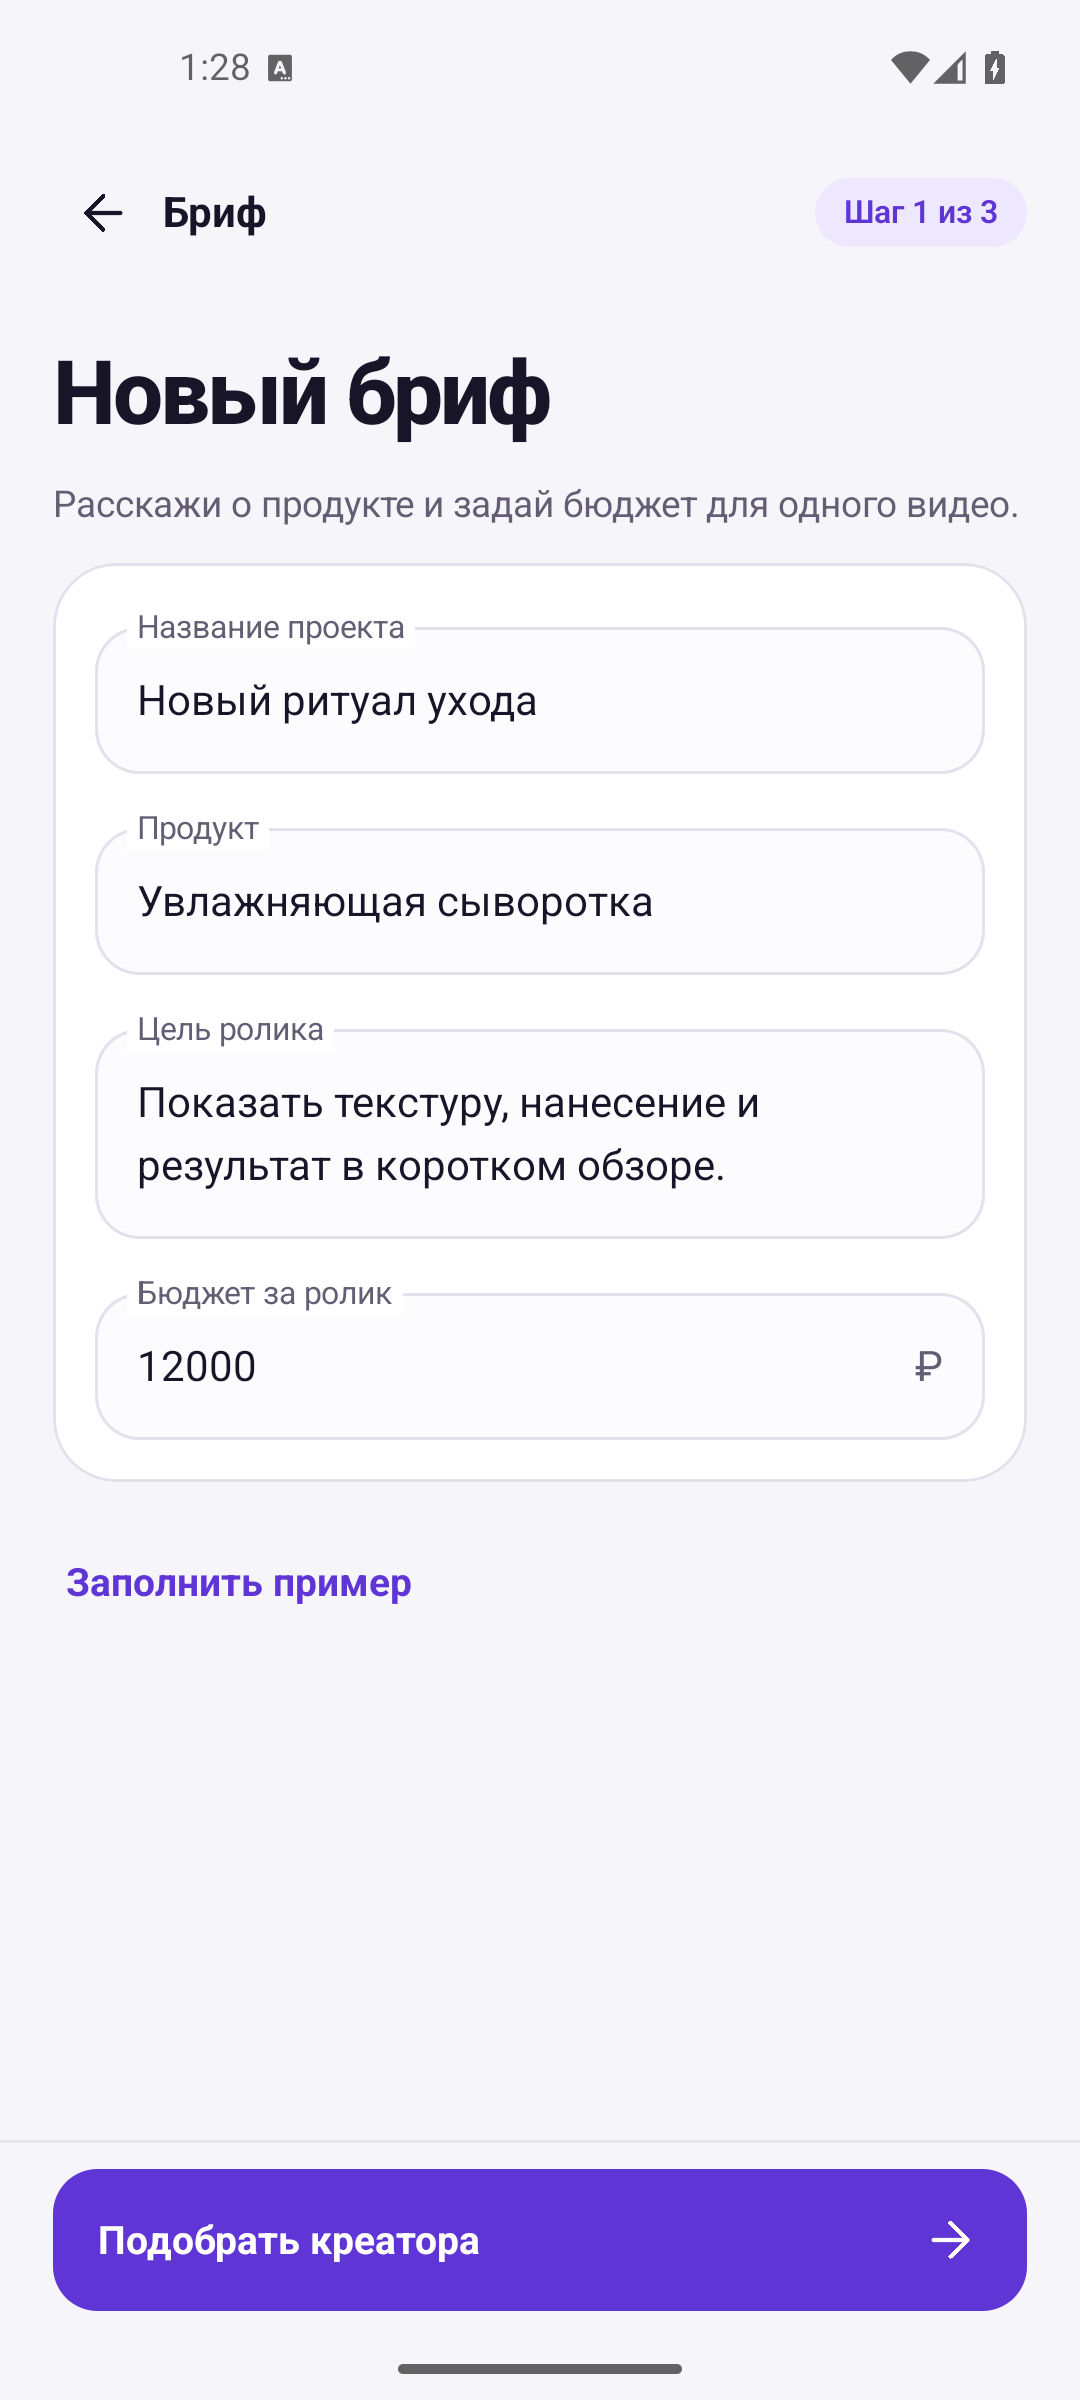 1:28
Бриф
Шаг 1 из 3
Новый бриф
Расскажи о продукте и задай бюджет для одного видео.
Название проекта
Новый ритуал ухода
Продукт
Увлажняющая сыворотка
Цель ролика
Показать текстуру, нанесение и
результат в коротком обзоре.
Бюджет за ролик
12000 ₽
Заполнить пример
Подобрать креатора